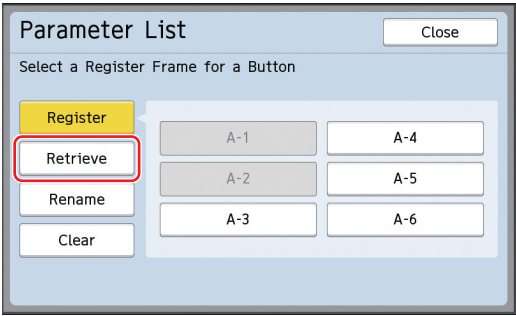 Parameter List
Close
Select a Register Frame for a Button
Register
Retrieve
Rename
Clear
A-1
A-4
A-2
A-5
A-3
A-6